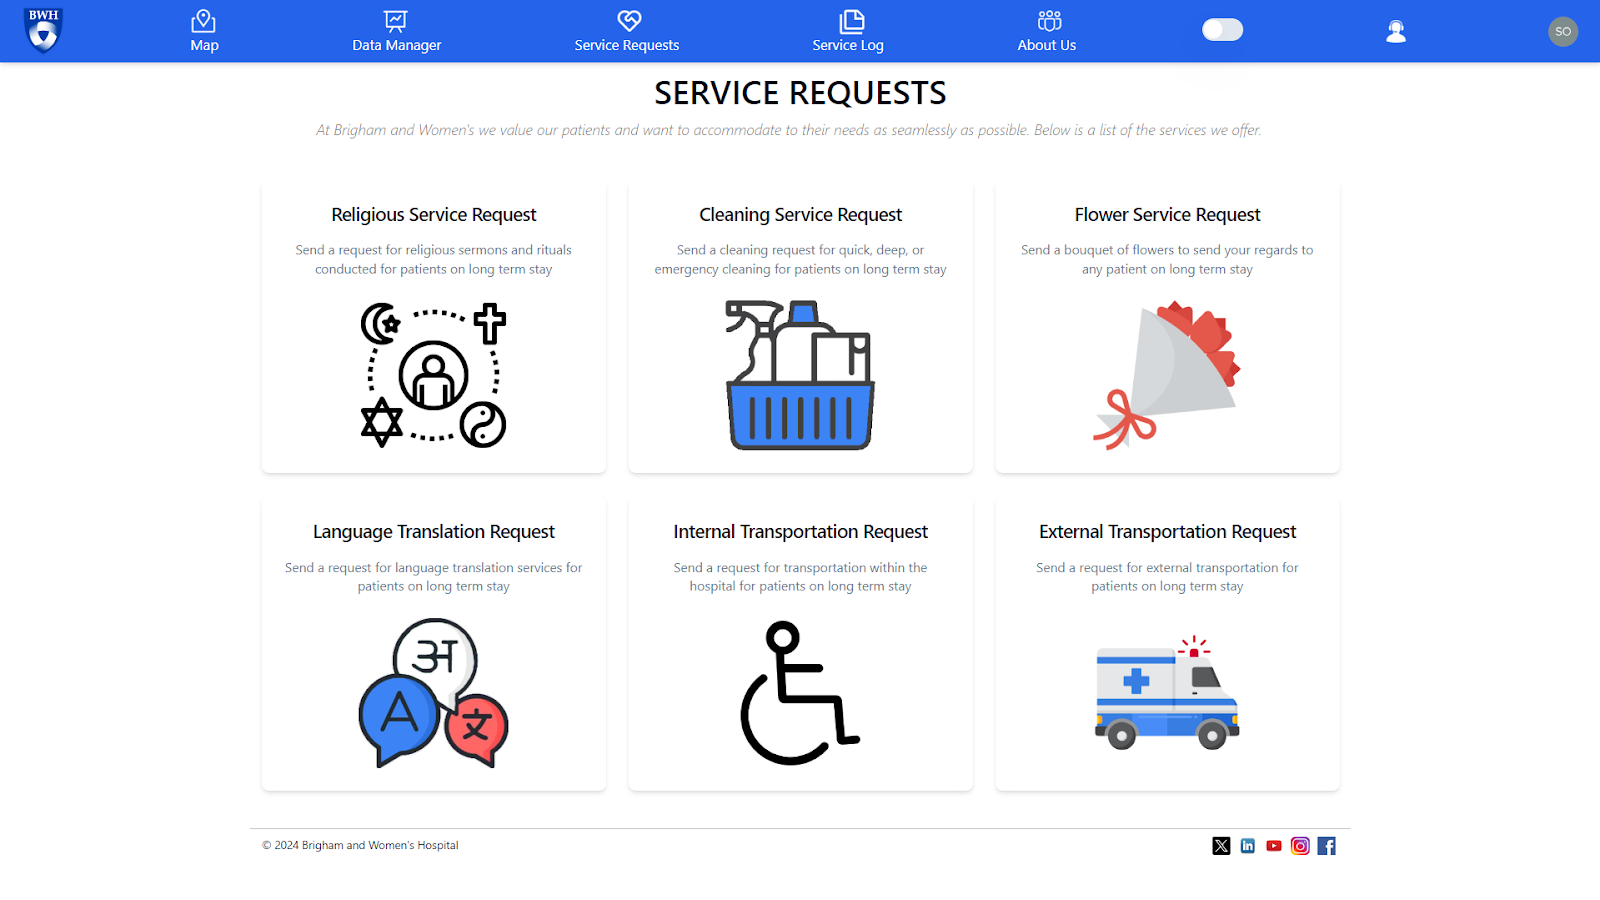 BWH
Map
Data Manager
Service Requests
Service Log
About Us
SO
SERVICE REQUESTS
At Brigham and Women's we value our patients and want to accommodate to their needs as seamlessly as possible. Below is a list of the services we offer.
Religious Service Request
Send a request for religious sermons and rituals
conducted for patients on long term stay
Cleaning Service Request
Send a cleaning request for quick, deep, or
emergency cleaning for patients on long term stay
Flower Service Request
Send a bouquet of flowers to send your regards to
any patient on long term stay
Language Translation Request
Send a request for language translation services for
patients on long term stay
अ
A
文
Internal Transportation Request
Send a request for transportation within the
hospital for patients on long term stay
External Transportation Request
Send a request for external transportation for
patients on long term stay
© 2024 Brigham and Women's Hospital
X
in
f